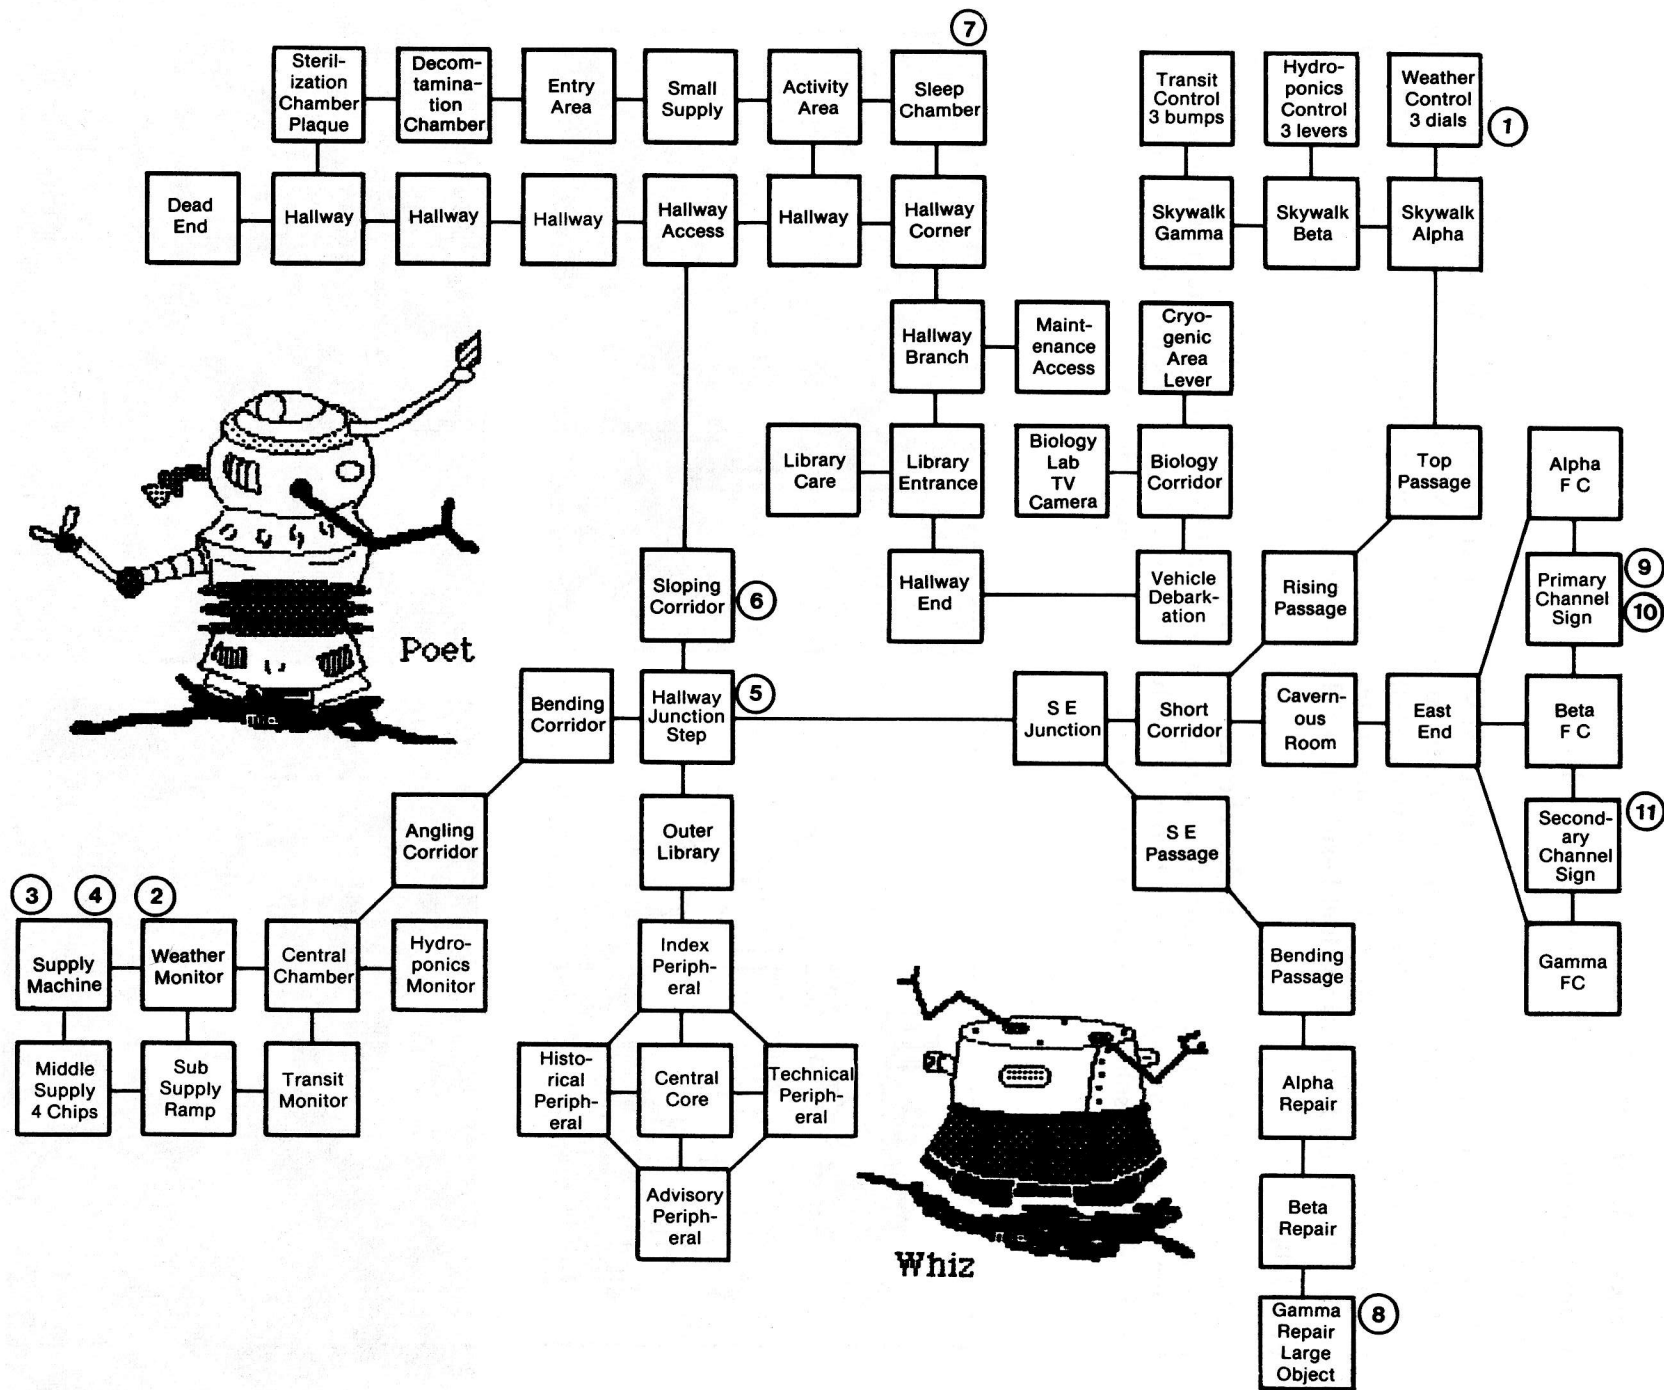 7
Steril-
ization
Chamber
Plaque
Decom-
tamina-
tion
Chamber
Entry
Area
Small
Supply
Activity
Area
Sleep
Chamber
Transit
Control
3 bumps
Hydro-
ponics
Control
3 levers
Weather
Control
3 dials
1
Dead
End
Hallway
Hallway
Hallway
Hallway
Access
Hallway
Hallway
Corner
Skywalk
Gamma
Skywalk
Beta
Skywalk
Alpha
Hallway
Branch
Maint-
enance
Access
Cryo-
genic
Area
Lever
Library
Care
Library
Entrance
Biology
Lab
TV
Camera
Biology
Corridor
Top
Passage
Alpha
F C
Sloping
Corridor
6
Hallway
End
Vehicle
Debark-
ation
Rising
Passage
Primary
Channel
Sign
9
10
Poet
Bending
Corridor
Hallway
Junction
Step
5
S E
Junction
Short
Corridor
Cavern-
ous
Room
East
End
Beta
F C
Angling
Corridor
Outer
Library
S E
Passage
Second-
ary
Channel
Sign
11
3
4
2
Supply
Machine
Weather
Monitor
Central
Chamber
Hydro-
ponics
Monitor
Index
Periph-
eral
Bending
Passage
Gamma
FC
Middle
Supply
4 Chips
Sub
Supply
Ramp
Transit
Monitor
Histo-
rical
Periph-
eral
Central
Core
Technical
Periph-
eral
Alpha
Repair
Advisory
Periph-
eral
Beta
Repair
Whiz
Gamma
Repair
Large
Object
8